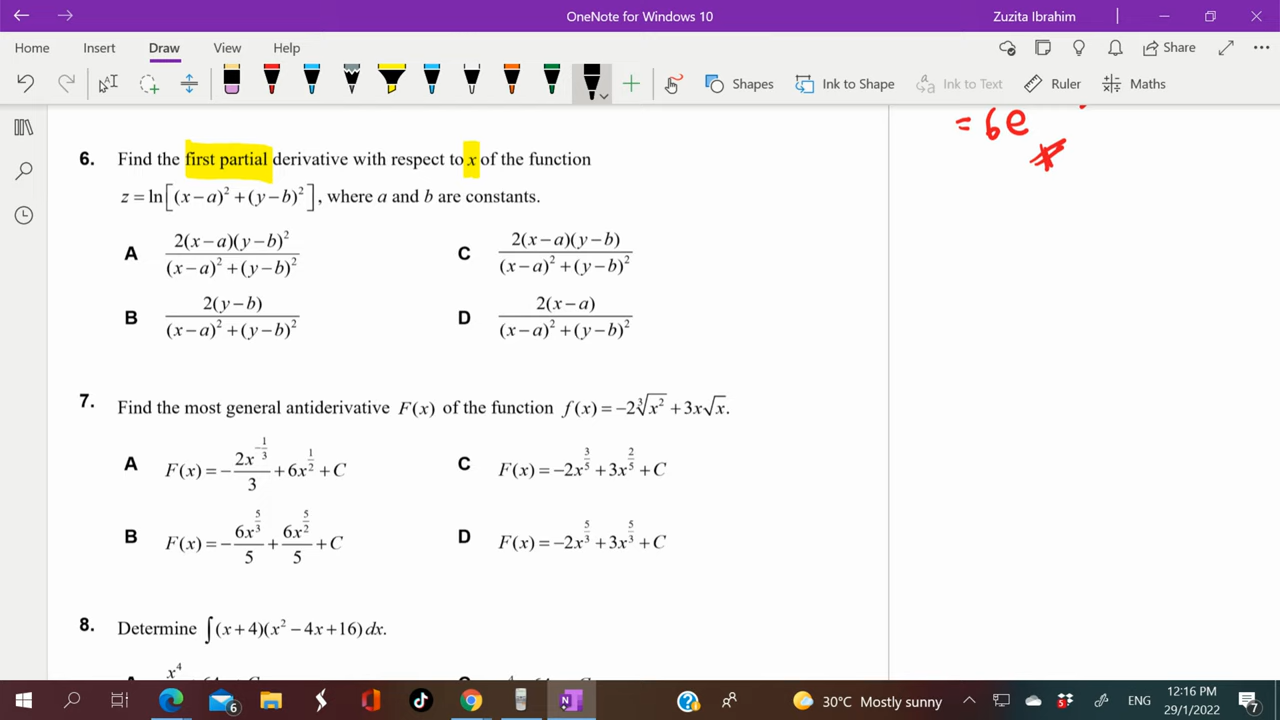 OneNote for Windows 10
Zuzita Ibrahim
Home Insert Draw View Help
Share
Shapes Ink to Shape Ink to Text Ruler Maths
= 6e
6. Find the first partial derivative with respect to x of the function
z = ln[(x−a)² + (y−b)²], where a and b are constants.
A 2(x−a)(y−b)² / (x−a)² + (y−b)²
C 2(x−a)(y−b) / (x−a)² + (y−b)²
B 2(y−b) / (x−a)² + (y−b)²
D 2(x−a) / (x−a)² + (y−b)²
7. Find the most general antiderivative F(x) of the function f(x) = −2∛x² + 3x√x.
A F(x) = −2x^(−1/3) / 3 + 6x^(1/2) + C
C F(x) = −2x^(3/5) + 3x^(2/5) + C
B F(x) = −6x^(5/3) / 5 + 6x^(5/2) / 5 + C
D F(x) = −2x^(5/3) + 3x^(5/3) + C
8. Determine ∫(x+4)(x² − 4x + 16) dx.
x⁴
6
5
30°C Mostly sunny
ENG
12:16 PM
29/1/2022
7